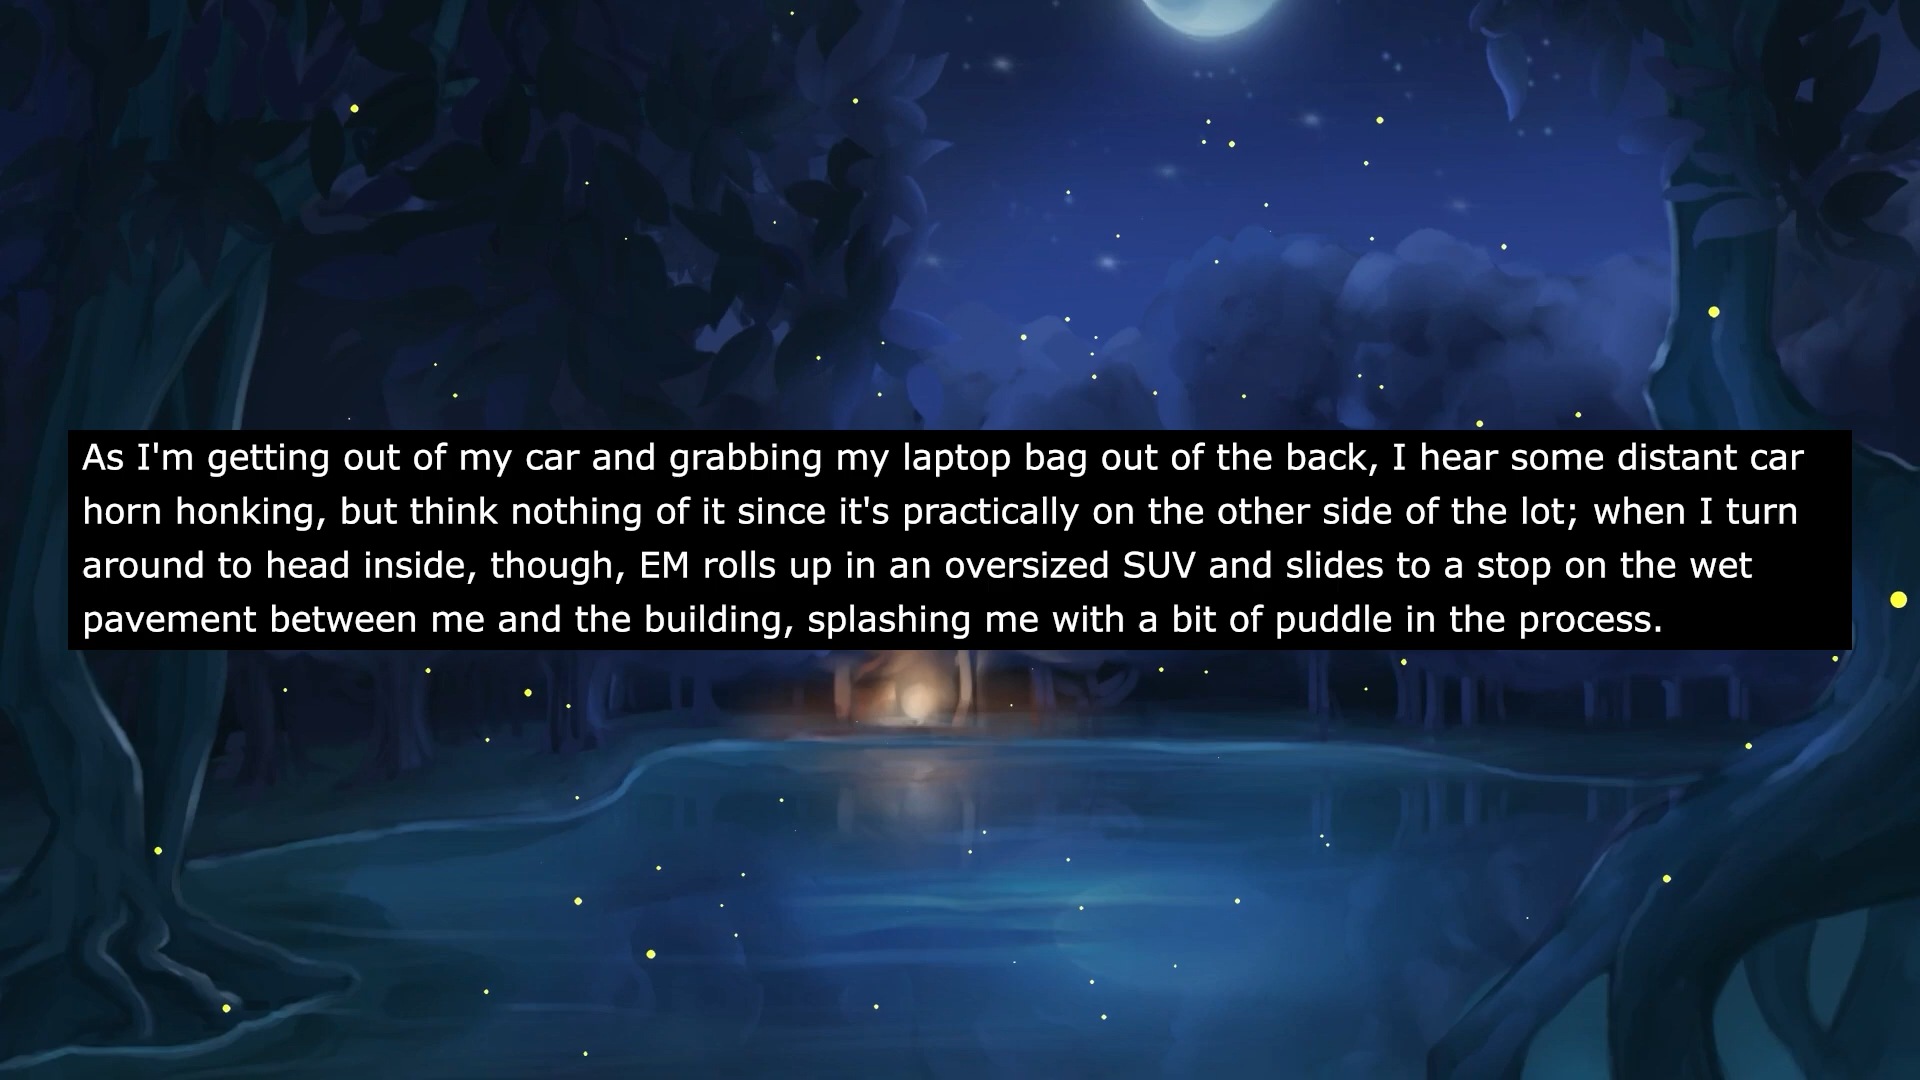 As I'm getting out of my car and grabbing my laptop bag out of the back, I hear some distant car
horn honking, but think nothing of it since it's practically on the other side of the lot; when I turn
around to head inside, though, EM rolls up in an oversized SUV and slides to a stop on the wet
pavement between me and the building, splashing me with a bit of puddle in the process.